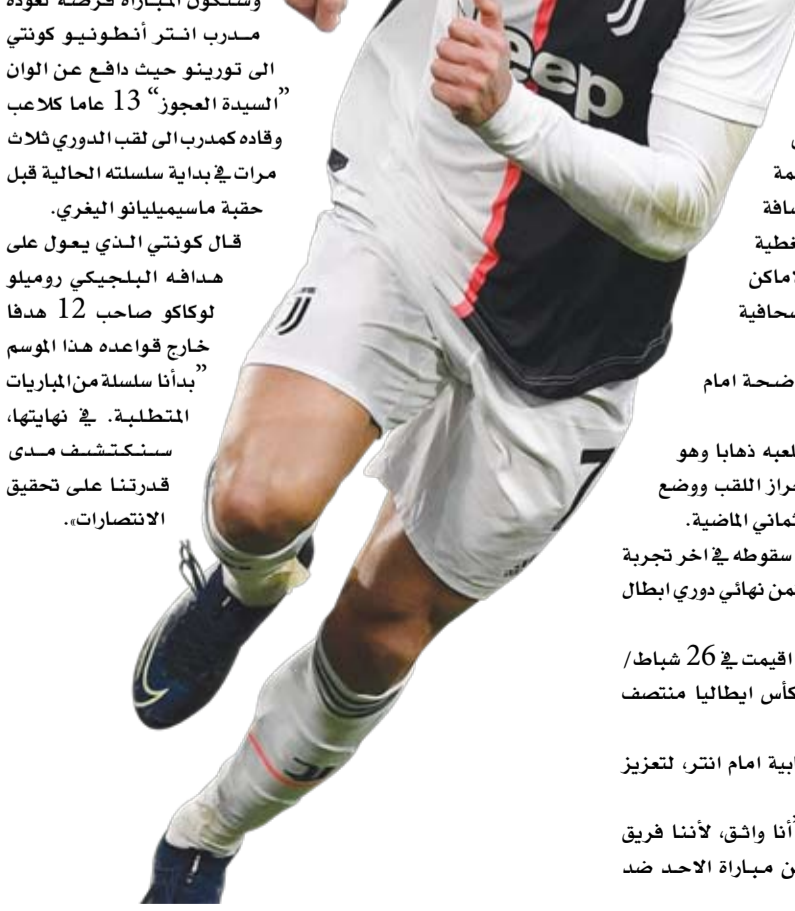 وستكون المباراة فرصة لعودة
مدرب انتر أنطونيو كونتي
الى تورينو حيث دافع عن الوان
”السيدة العجوز“ 13 عاما كلاعب
وقاده كمدرب الى لقب الدوري ثلاث
مرات في بداية سلسلته الحالية قبل
حقبة ماسيميليانو اليغري.
قال كونتي الذي يعول على
هدافه البلجيكي روميلو
لوكاكو صاحب 12 هدفا
خارج قواعده هذا الموسم
”بدأنا سلسلة من المباريات
المتطلبة. في نهايتها،
سنكتشف مدى
قدرتنا على تحقيق
الانتصارات».
eep
7
اماكن
صحافية
ضحة امام
لعبه ذهابا وهو
حراز اللقب ووضع
ثماني الماضية.
سقوطه في اخر تجربة
من نهائي دوري ابطال
اقيمت في 26 شباط/
كأس ايطاليا منتصف
ابية امام انتر، لتعزيز
”أنا واثق، لأننا فريق
ن مباراة الاحد ضد